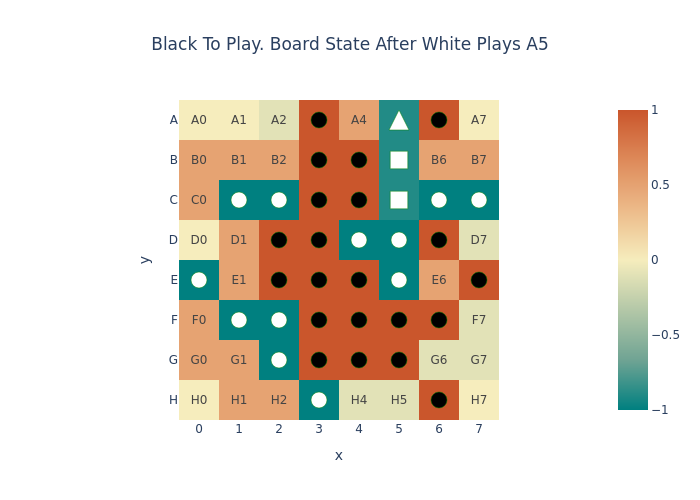 Black To Play. Board State After White Plays A5
A A0 A1 A2 A4 A7
B B0 B1 B2 B6 B7
C C0
D D0 D1 D7
E E1 E6
F F0 F7
G G0 G1 G6 G7
H H0 H1 H2 H4 H5 H7
0 1 2 3 4 5 6 7
x
y
1
0.5
0
−0.5
−1